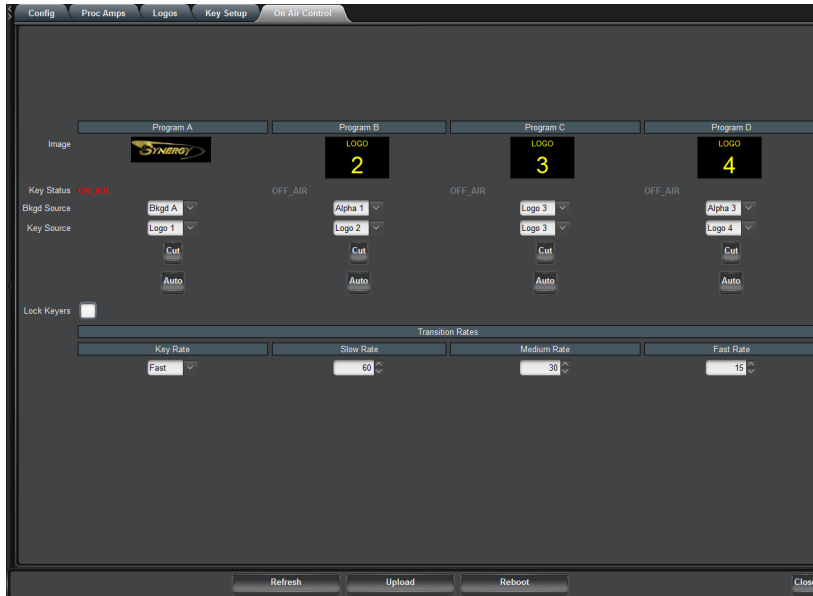 Config Proc Amps Logos Key Setup On Air Control
Program A Program B Program C Program D
Image SYNERGY LOGO 2 LOGO 3 LOGO 4
Key Status ON_AIR OFF_AIR OFF_AIR OFF_AIR
Bkgd Source Bkgd A Alpha 1 Logo 3 Alpha 3
Key Source Logo 1 Logo 2 Logo 3 Logo 4
Cut Cut Cut Cut
Auto Auto Auto Auto
Lock Keyers
Transition Rates
Key Rate Slow Rate Medium Rate Fast Rate
Fast 60 30 15
Refresh Upload Reboot Close